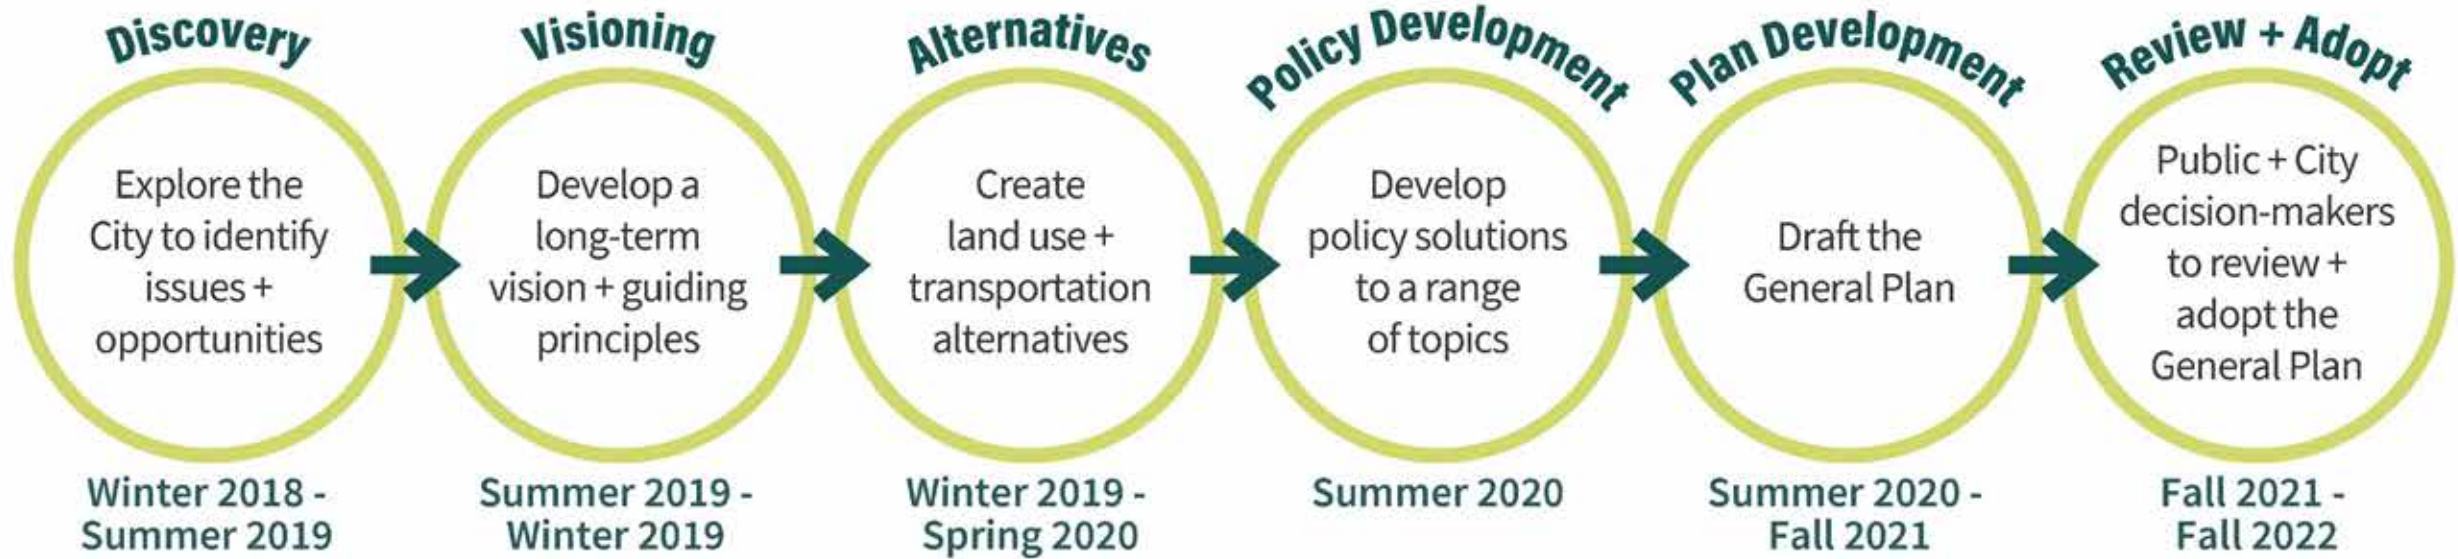 Discovery
Explore the
City to identify
issues +
opportunities
Winter 2018 -
Summer 2019
Visioning
Develop a
long-term
vision + guiding
principles
Summer 2019 -
Winter 2019
Alternatives
Create
land use +
transportation
alternatives
Winter 2019 -
Spring 2020
Policy Development
Develop
policy solutions
to a range
of topics
Summer 2020
Plan Development
Draft the
General Plan
Summer 2020 -
Fall 2021
Review + Adopt
Public + City
decision-makers
to review +
adopt the
General Plan
Fall 2021 -
Fall 2022